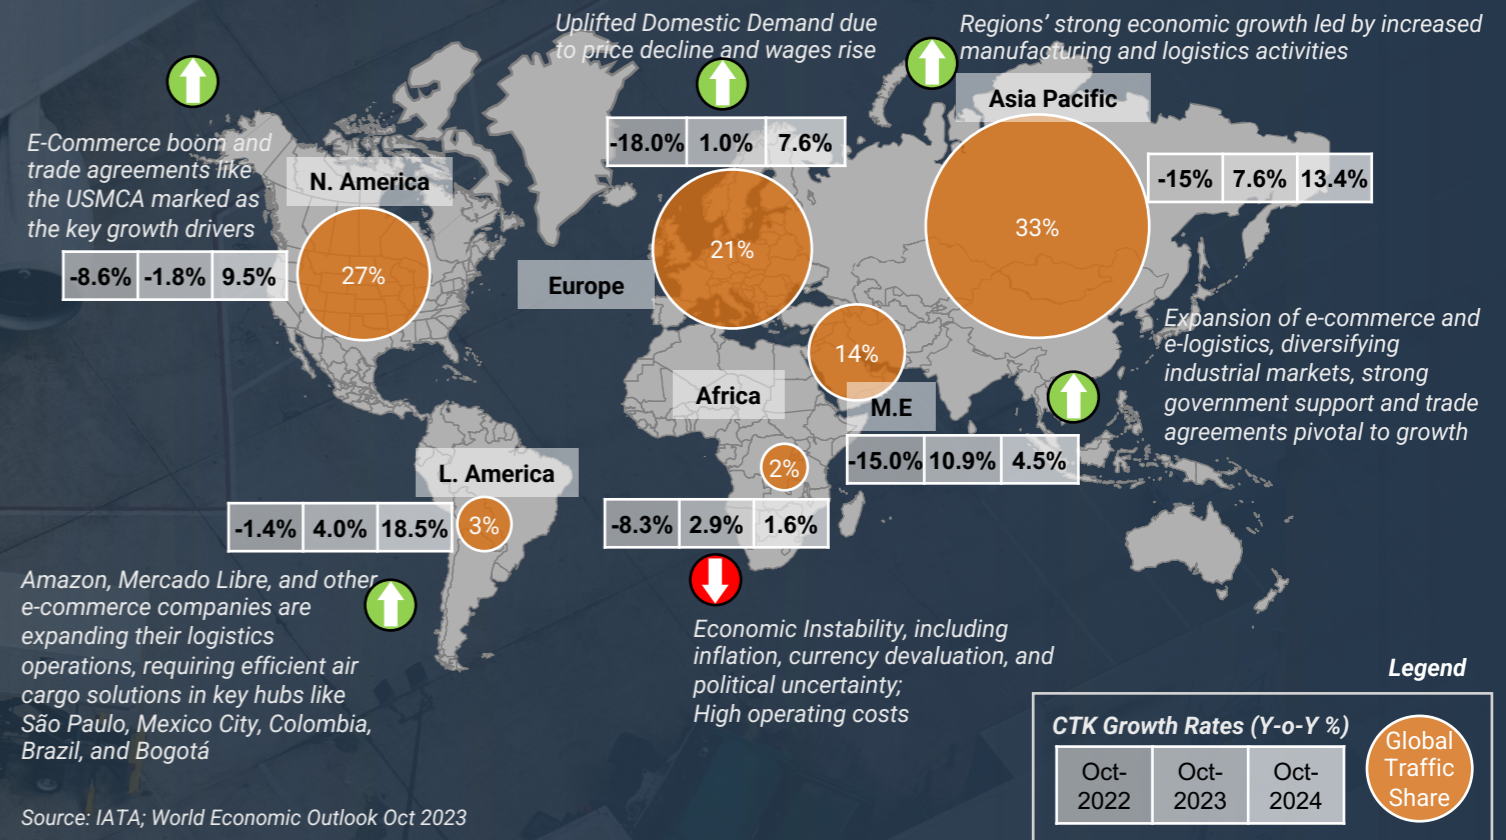 Uplifted Domestic Demand due
to price decline and wages rise
Regions’ strong economic growth led by increased
manufacturing and logistics activities
Asia Pacific
-18.0% 1.0% 7.6%
E-Commerce boom and
trade agreements like
the USMCA marked as
the key growth drivers
N. America
-15% 7.6% 13.4%
33%
21%
27%
-8.6% -1.8% 9.5%
Europe
Expansion of e-commerce and
e-logistics, diversifying
industrial markets, strong
government support and trade
agreements pivotal to growth
14%
Africa
M.E
-15.0% 10.9% 4.5%
2%
L. America
-1.4% 4.0% 18.5%
3%
-8.3% 2.9% 1.6%
Amazon, Mercado Libre, and other
e-commerce companies are
expanding their logistics
operations, requiring efficient air
cargo solutions in key hubs like
São Paulo, Mexico City, Colombia,
Brazil, and Bogotá
Economic Instability, including
inflation, currency devaluation, and
political uncertainty;
High operating costs
Legend
CTK Growth Rates (Y-o-Y %)
Oct-
2022
Oct-
2023
Oct-
2024
Global
Traffic
Share
Source: IATA; World Economic Outlook Oct 2023